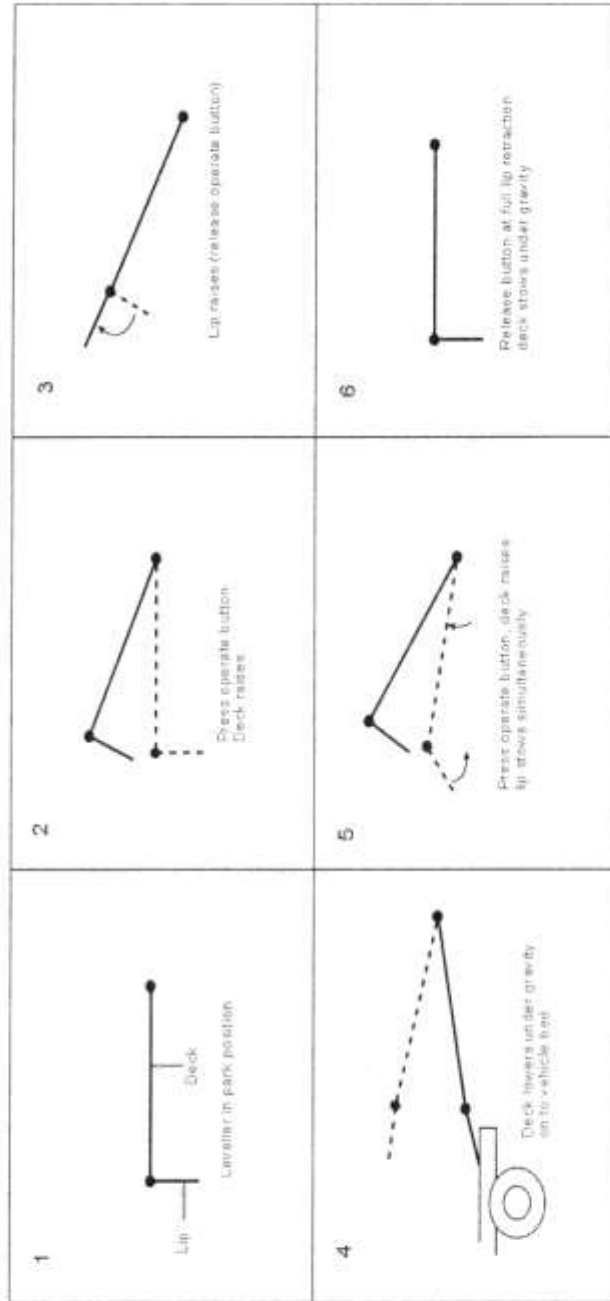 1
Lip
Deck
Leveller in park position
2
Press operate button
Deck raises
3
Lip raises (release operate button)
4
Deck lowers under gravity
on to vehicle bed
5
Press operate button, deck raises
lip stows simultaneously
6
Release button at full lip retraction
deck stows under gravity